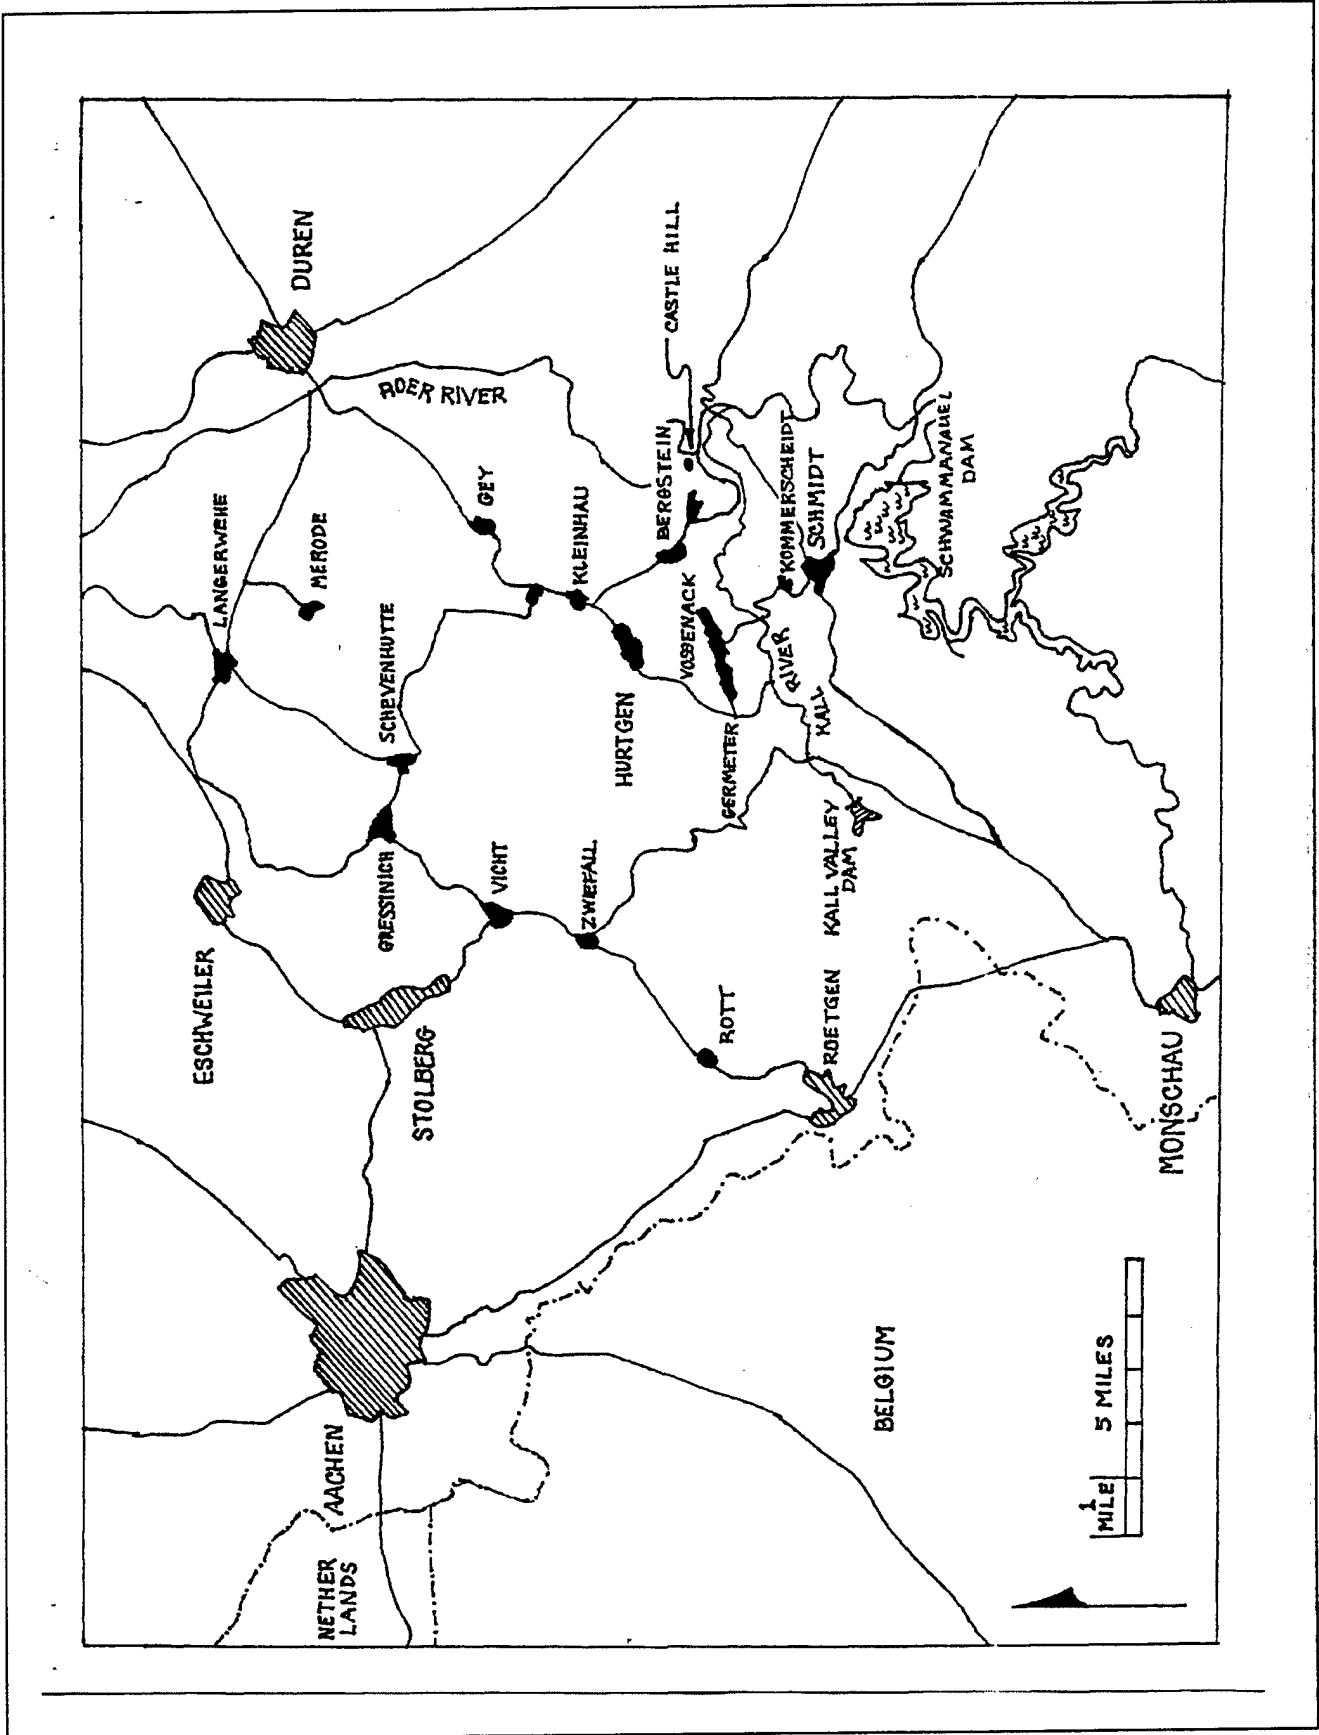 DUREN
ESCHWEILER
LANGERWEHE
MERODE
ROER RIVER
AACHEN
NETHER
LANDS
STOLBERG
GRESSINICH
SCHEVENHUTTE
GEY
VICHT
KLEINHAU
ZWEIFALL
HURTGEN
BERGSTEIN
CASTLE HILL
VOSSENACK
GERMETER
ROTT
KOMMERSCHEIDT
SCHMIDT
KALL
RIVER
ROETGEN
KALL VALLEY
DAM
SCHWAMMANAUEL
DAM
BELGIUM
MONSCHAU
1
MILE
5 MILES